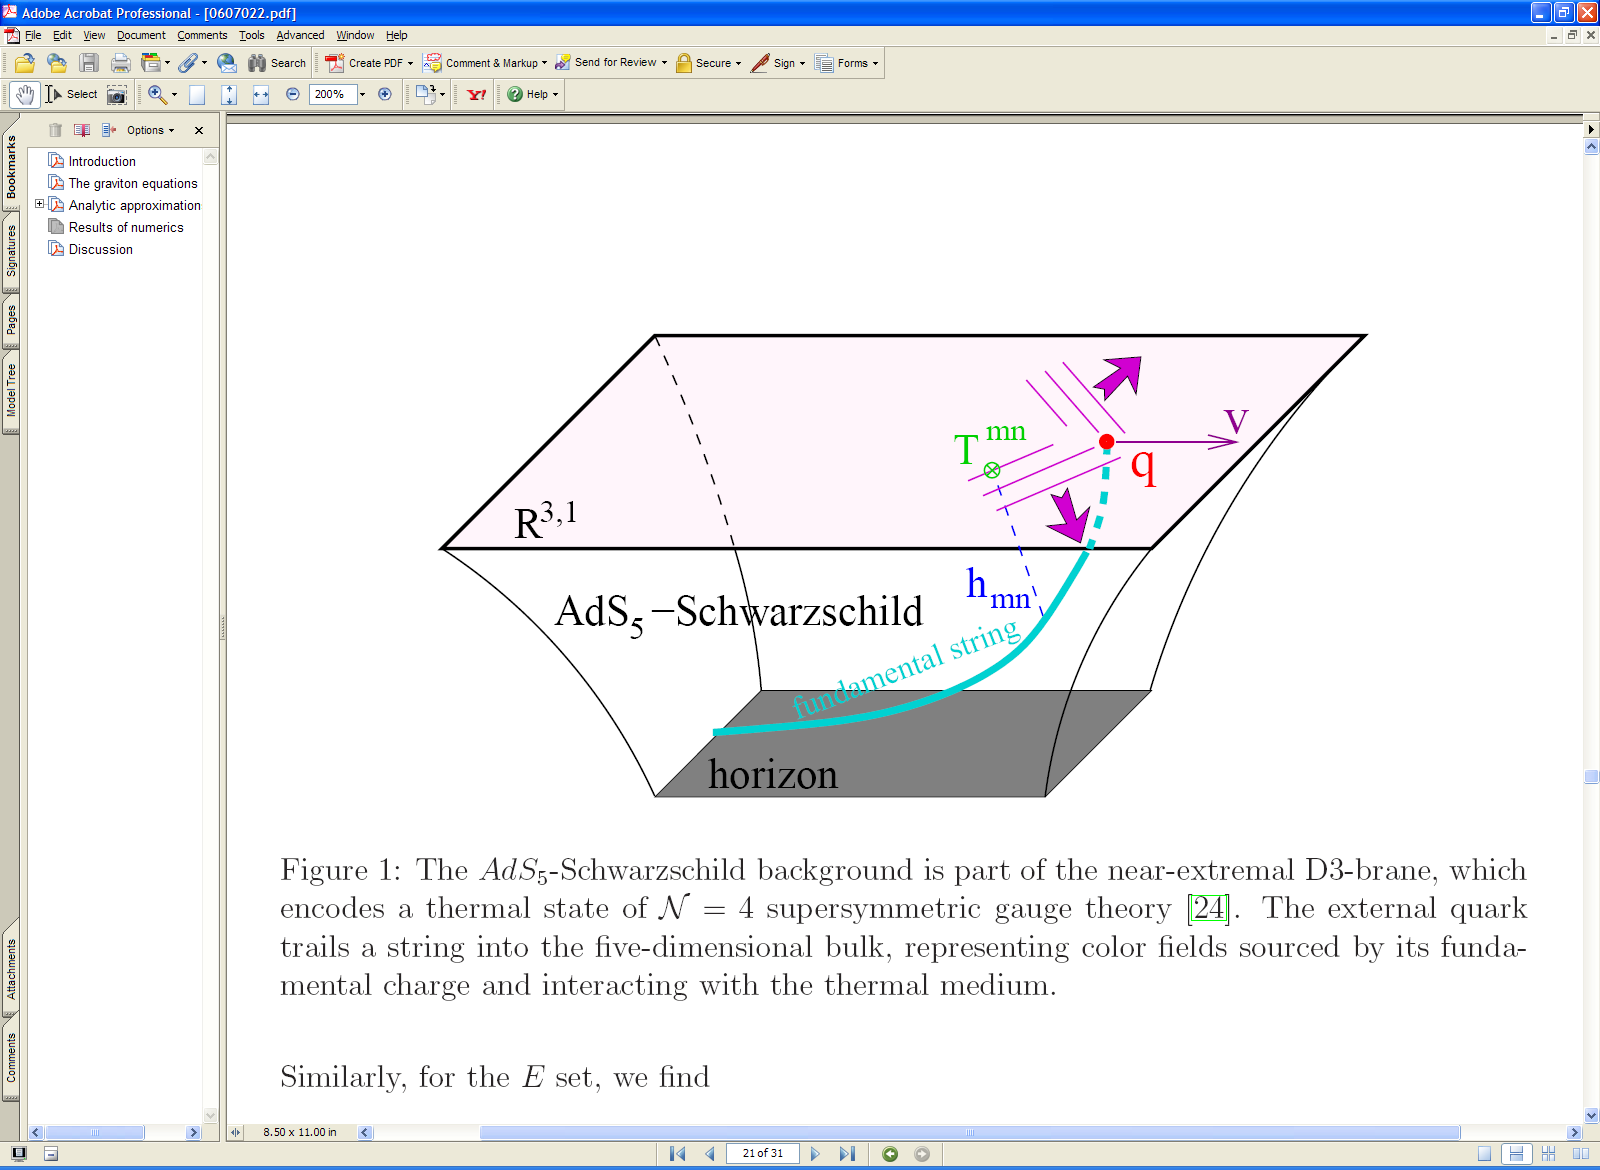 Adobe Acrobat Professional - [0607022.pdf]
File Edit View Document Comments Tools Advanced Window Help
Search Create PDF Comment & Markup Send for Review Secure Sign Forms
Select 200% Y! Help
Bookmarks
Signatures
Pages
Model Tree
Attachments
Comments
Options
Introduction
The graviton equations
Analytic approximation
Results of numerics
Discussion
T mn
v
q
R3,1
hmn
AdS5−Schwarzschild
fundamental string
horizon
Figure 1: The AdS5-Schwarzschild background is part of the near-extremal D3-brane, which
encodes a thermal state of 𝒩 = 4 supersymmetric gauge theory [24]. The external quark
trails a string into the five-dimensional bulk, representing color fields sourced by its funda-
mental charge and interacting with the thermal medium.
Similarly, for the E set, we find
8.50 x 11.00 in
21 of 31